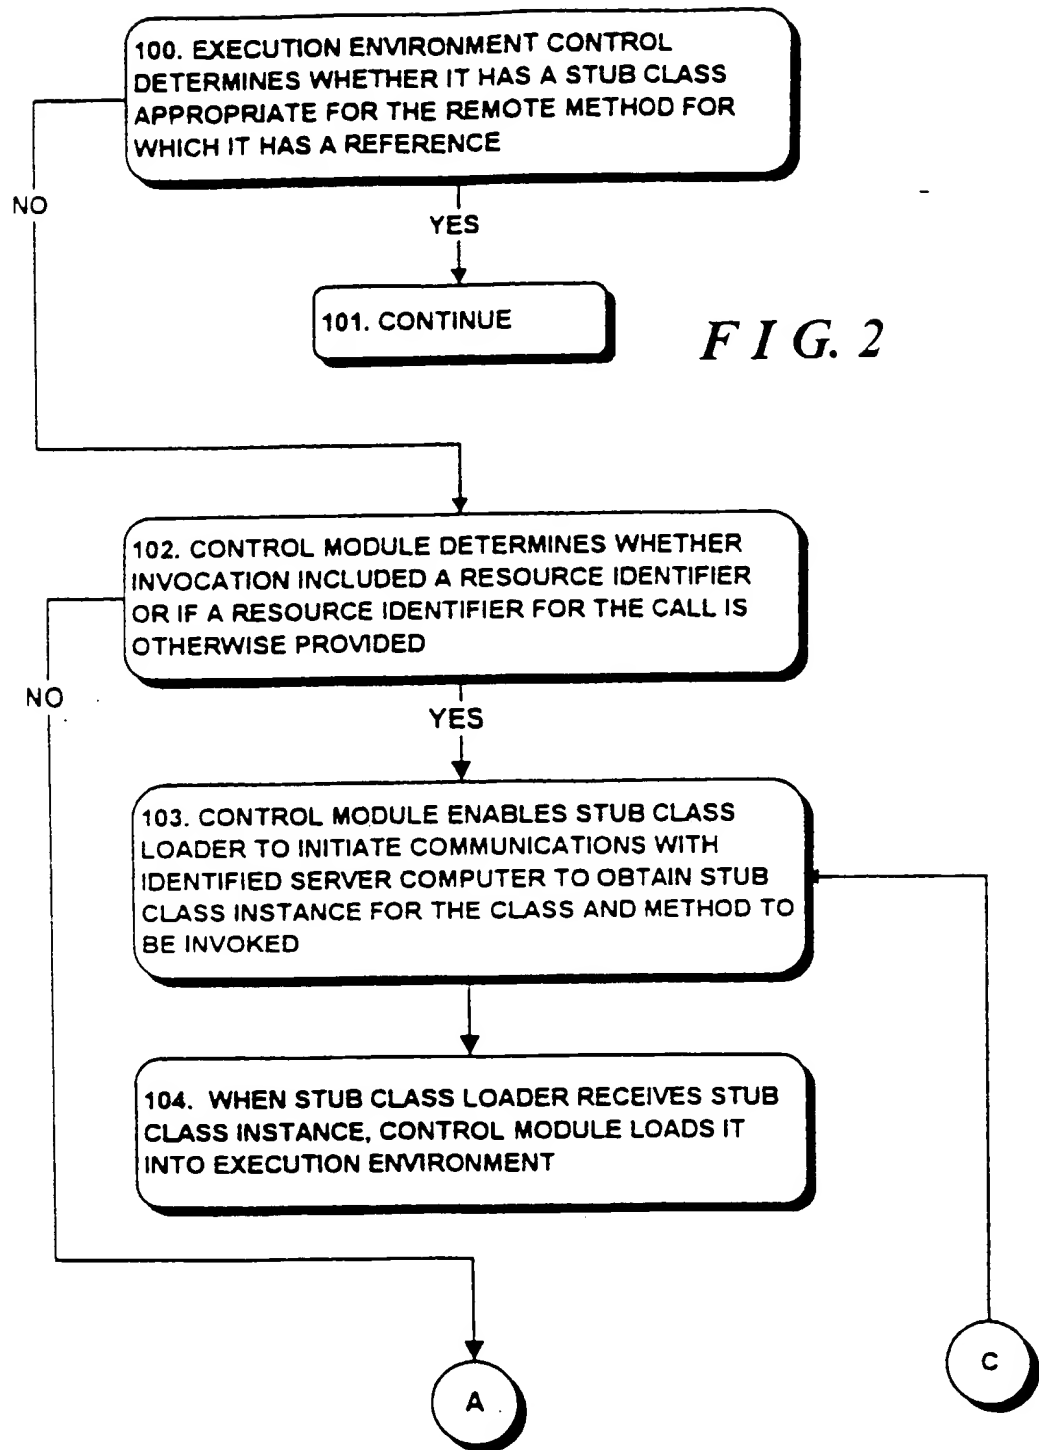 100. EXECUTION ENVIRONMENT CONTROL
DETERMINES WHETHER IT HAS A STUB CLASS
APPROPRIATE FOR THE REMOTE METHOD FOR
WHICH IT HAS A REFERENCE
NO
YES
101. CONTINUE
FIG. 2
102. CONTROL MODULE DETERMINES WHETHER
INVOCATION INCLUDED A RESOURCE IDENTIFIER
OR IF A RESOURCE IDENTIFIER FOR THE CALL IS
OTHERWISE PROVIDED
NO
YES
103. CONTROL MODULE ENABLES STUB CLASS
LOADER TO INITIATE COMMUNICATIONS WITH
IDENTIFIED SERVER COMPUTER TO OBTAIN STUB
CLASS INSTANCE FOR THE CLASS AND METHOD TO
BE INVOKED
104. WHEN STUB CLASS LOADER RECEIVES STUB
CLASS INSTANCE, CONTROL MODULE LOADS IT
INTO EXECUTION ENVIRONMENT
C
A